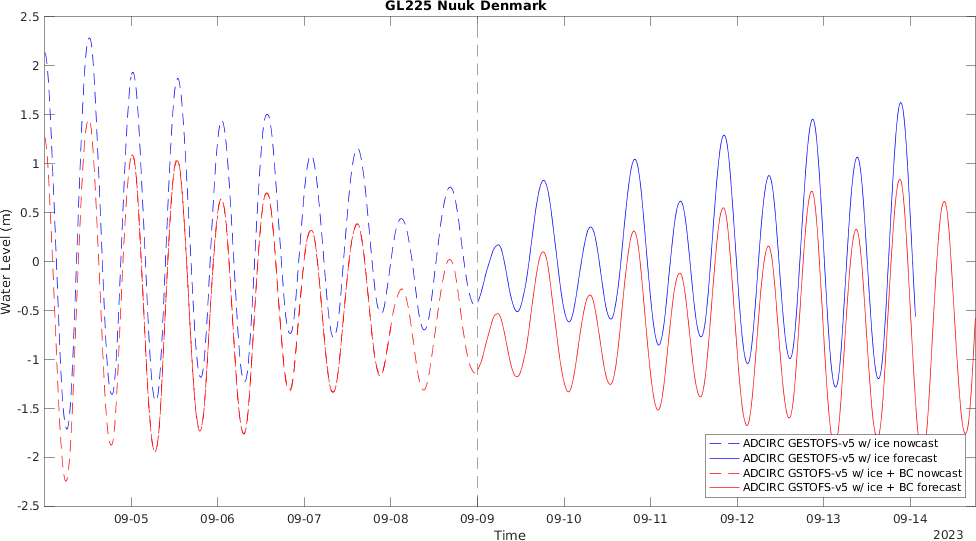 GL225 Nuuk Denmark
2.5
2
1.5
1
0.5
0
-0.5
-1
-1.5
-2
-2.5
Water Level (m)
ADCIRC GESTOFS-v5 w/ ice nowcast
ADCIRC GESTOFS-v5 w/ ice forecast
ADCIRC GSTOFS-v5 w/ ice + BC nowcast
ADCIRC GSTOFS-v5 w/ ice + BC forecast
09-05 09-06 09-07 09-08 09-09 09-10 09-11 09-12 09-13 09-14
Time
2023